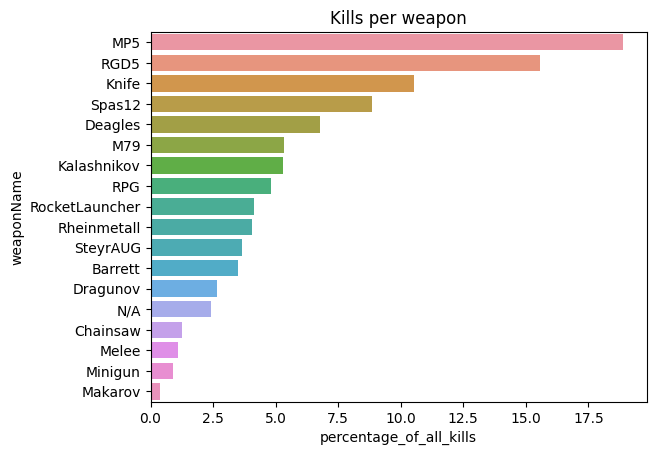 Kills per weapon
weaponName
MP5
RGD5
Knife
Spas12
Deagles
M79
Kalashnikov
RPG
RocketLauncher
Rheinmetall
SteyrAUG
Barrett
Dragunov
N/A
Chainsaw
Melee
Minigun
Makarov
0.0 2.5 5.0 7.5 10.0 12.5 15.0 17.5
percentage_of_all_kills